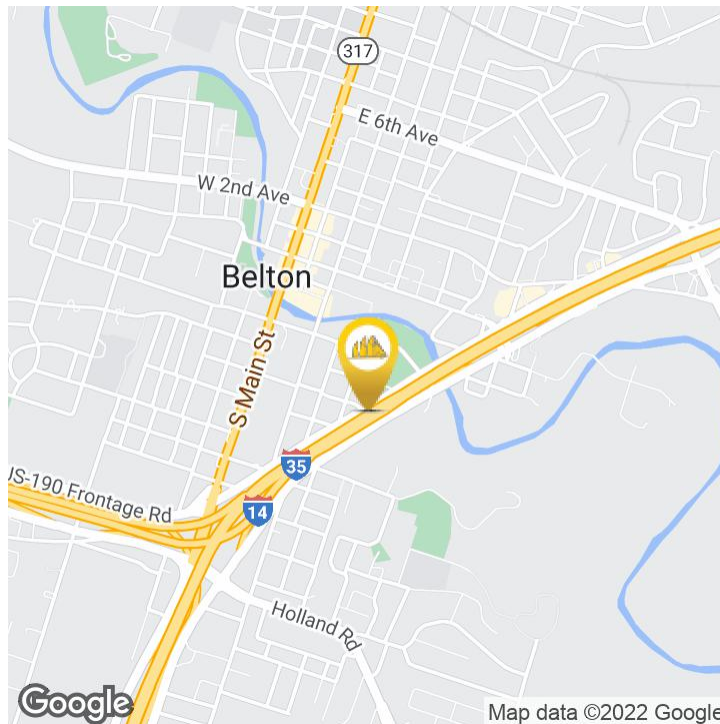 317
E 6th Ave
W 2nd Ave
Belton
S Main St
35
JS-190 Frontage Rd
14
Holland Rd
Google
Map data ©2022 Google